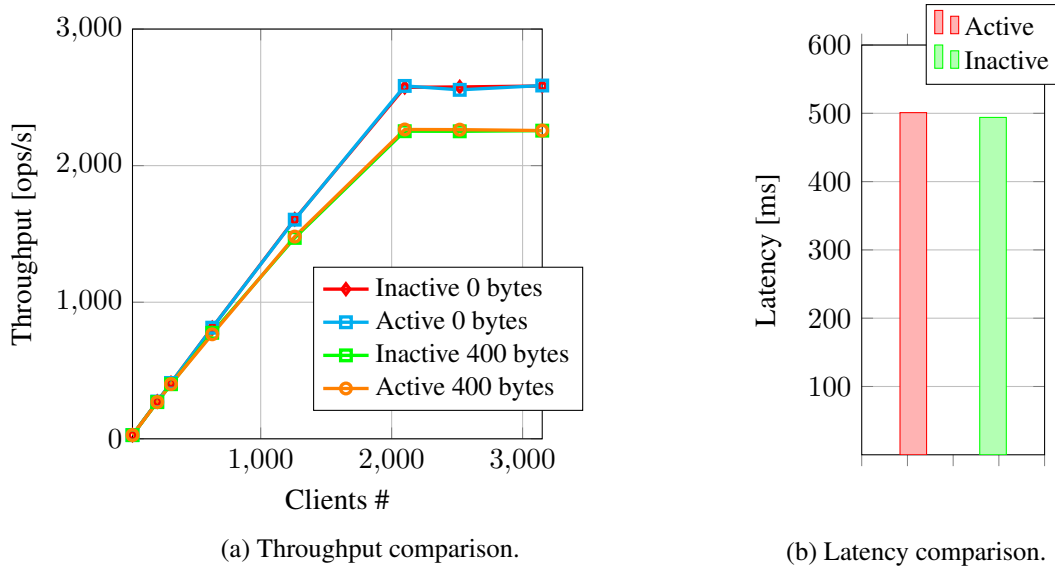 3,000
2,000
1,000
0
Throughput [ops/s]
1,000
2,000
3,000
Clients #
Inactive 0 bytes
Active 0 bytes
Inactive 400 bytes
Active 400 bytes
(a) Throughput comparison.
600
500
400
300
200
100
Latency [ms]
Active
Inactive
(b) Latency comparison.